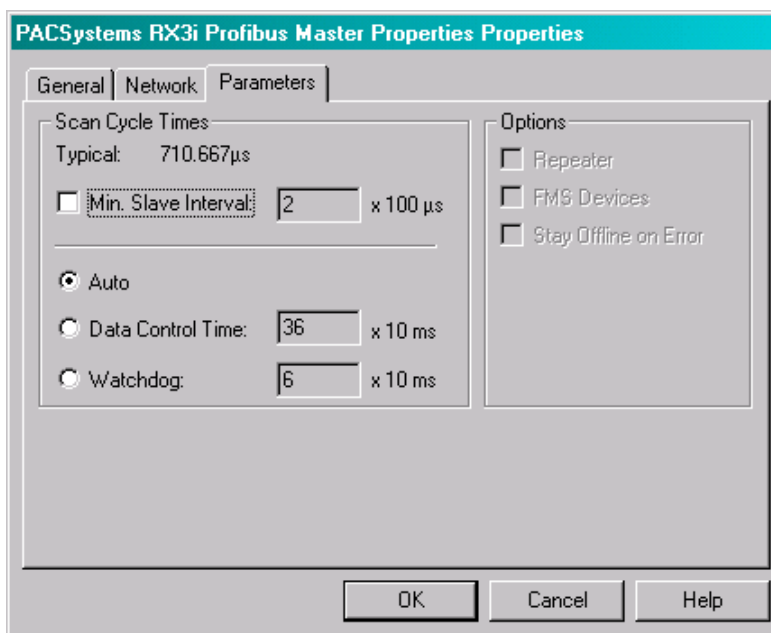 PACSystems RX3i Profibus Master Properties Properties
General Network Parameters
Scan Cycle Times
Typical: 710.667µs
Min. Slave Interval: 2 x 100 µs
Auto
Data Control Time: 36 x 10 ms
Watchdog: 6 x 10 ms
Options
Repeater
FMS Devices
Stay Offline on Error
OK Cancel Help